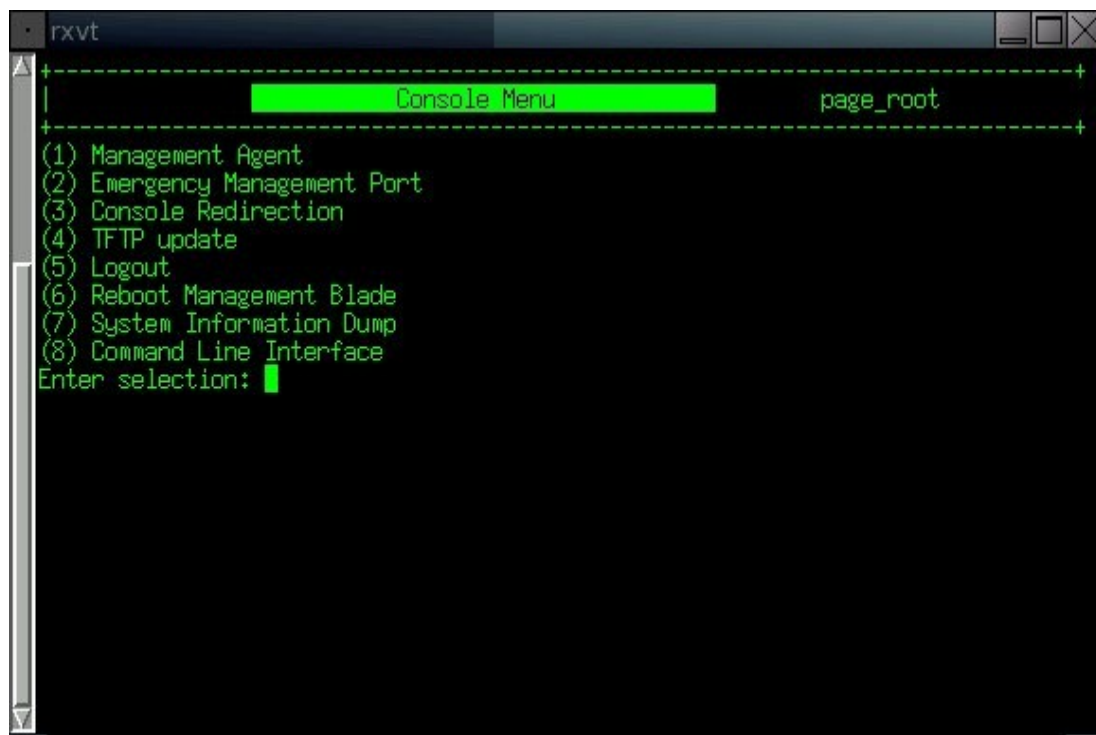 rxvt
Console Menu page_root
(1) Management Agent
(2) Emergency Management Port
(3) Console Redirection
(4) TFTP update
(5) Logout
(6) Reboot Management Blade
(7) System Information Dump
(8) Command Line Interface
Enter selection: